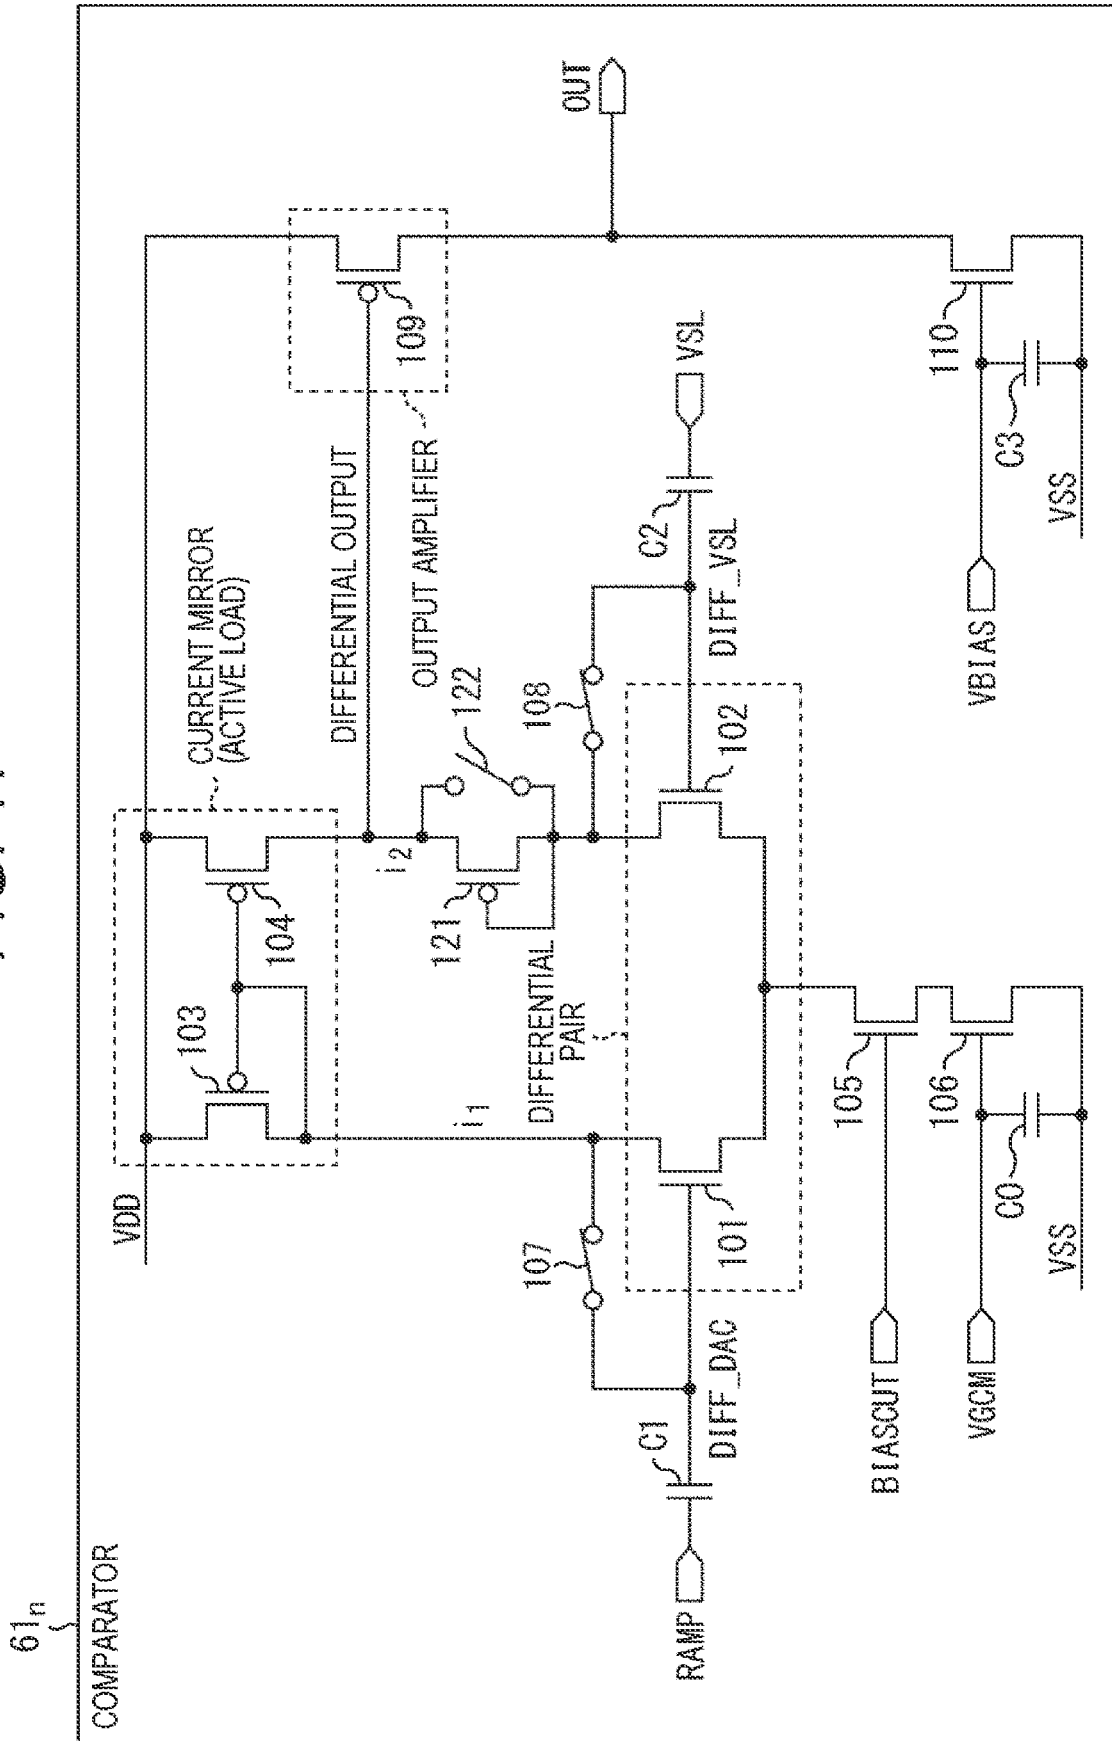 61n
COMPARATOR
VDD
CURRENT MIRROR
(ACTIVE LOAD)
103
104
i1
i2
DIFFERENTIAL OUTPUT
OUTPUT AMPLIFIER
109
OUT
121
122
107
108
DIFFERENTIAL
PAIR
101
102
RAMP
C1
DIFF_DAC
DIFF_VSL
C2
VSL
BIASCUT
105
VGCM
106
C0
VSS
VBIAS
110
C3
VSS